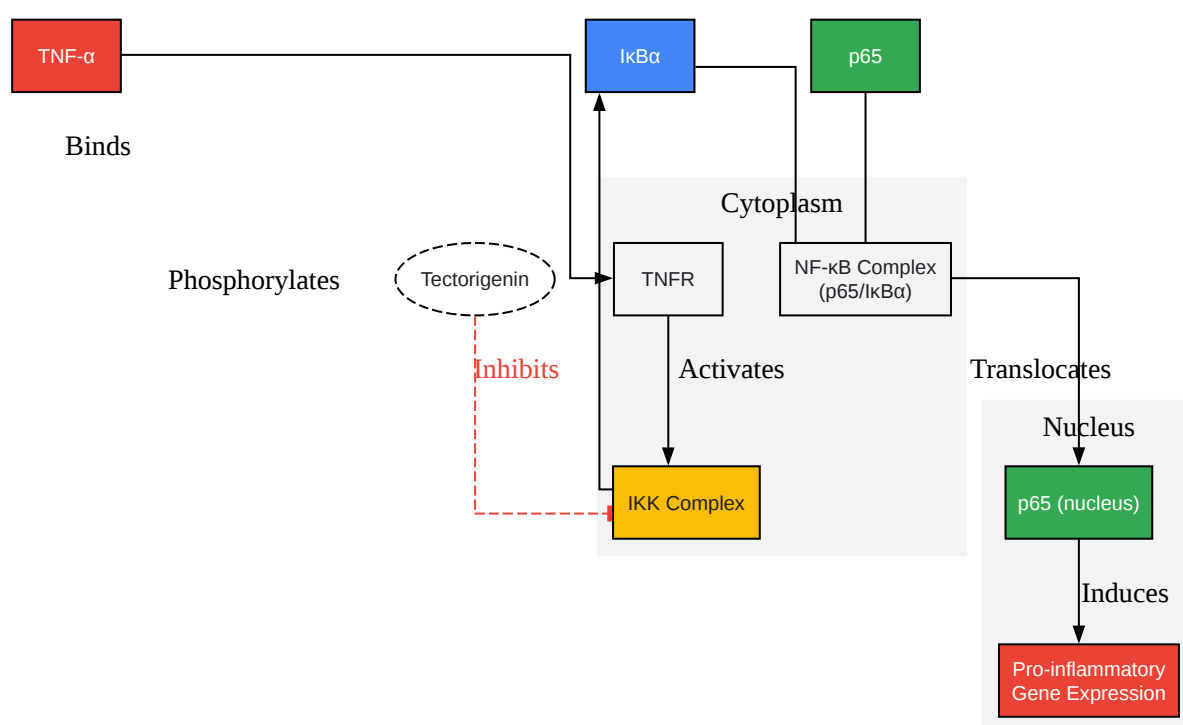 TNF-α
IκBα
p65
Binds
Cytoplasm
Phosphorylates
Tectorigenin
TNFR
NF-κB Complex
(p65/IκBα)
Inhibits
Activates
Translocates
Nucleus
IKK Complex
p65 (nucleus)
Induces
Pro-inflammatory
Gene Expression